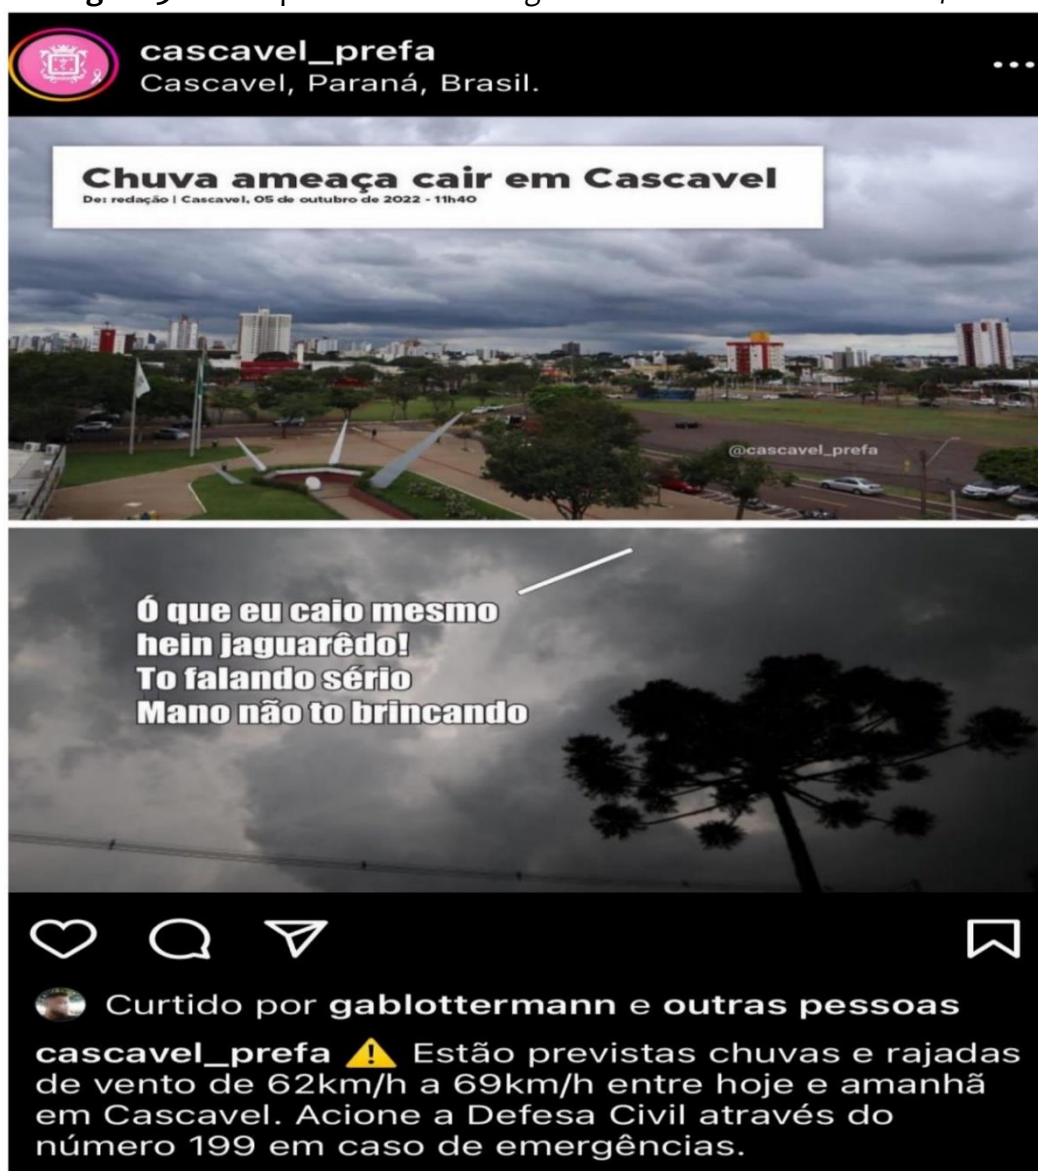 cascavel_prefa
Cascavel, Paraná, Brasil.
Chuva ameaça cair em Cascavel
De: redação | Cascavel, 05 de outubro de 2022 - 11h40
@cascavel_prefa
Ó que eu caio mesmo
hein jaguarêdo!
To falando sério
Mano não to brincando
Curtido por gablottermann e outras pessoas
cascavel_prefa ⚠️ Estão previstas chuvas e rajadas
de vento de 62km/h a 69km/h entre hoje e amanhã
em Cascavel. Acione a Defesa Civil através do
número 199 em caso de emergências.